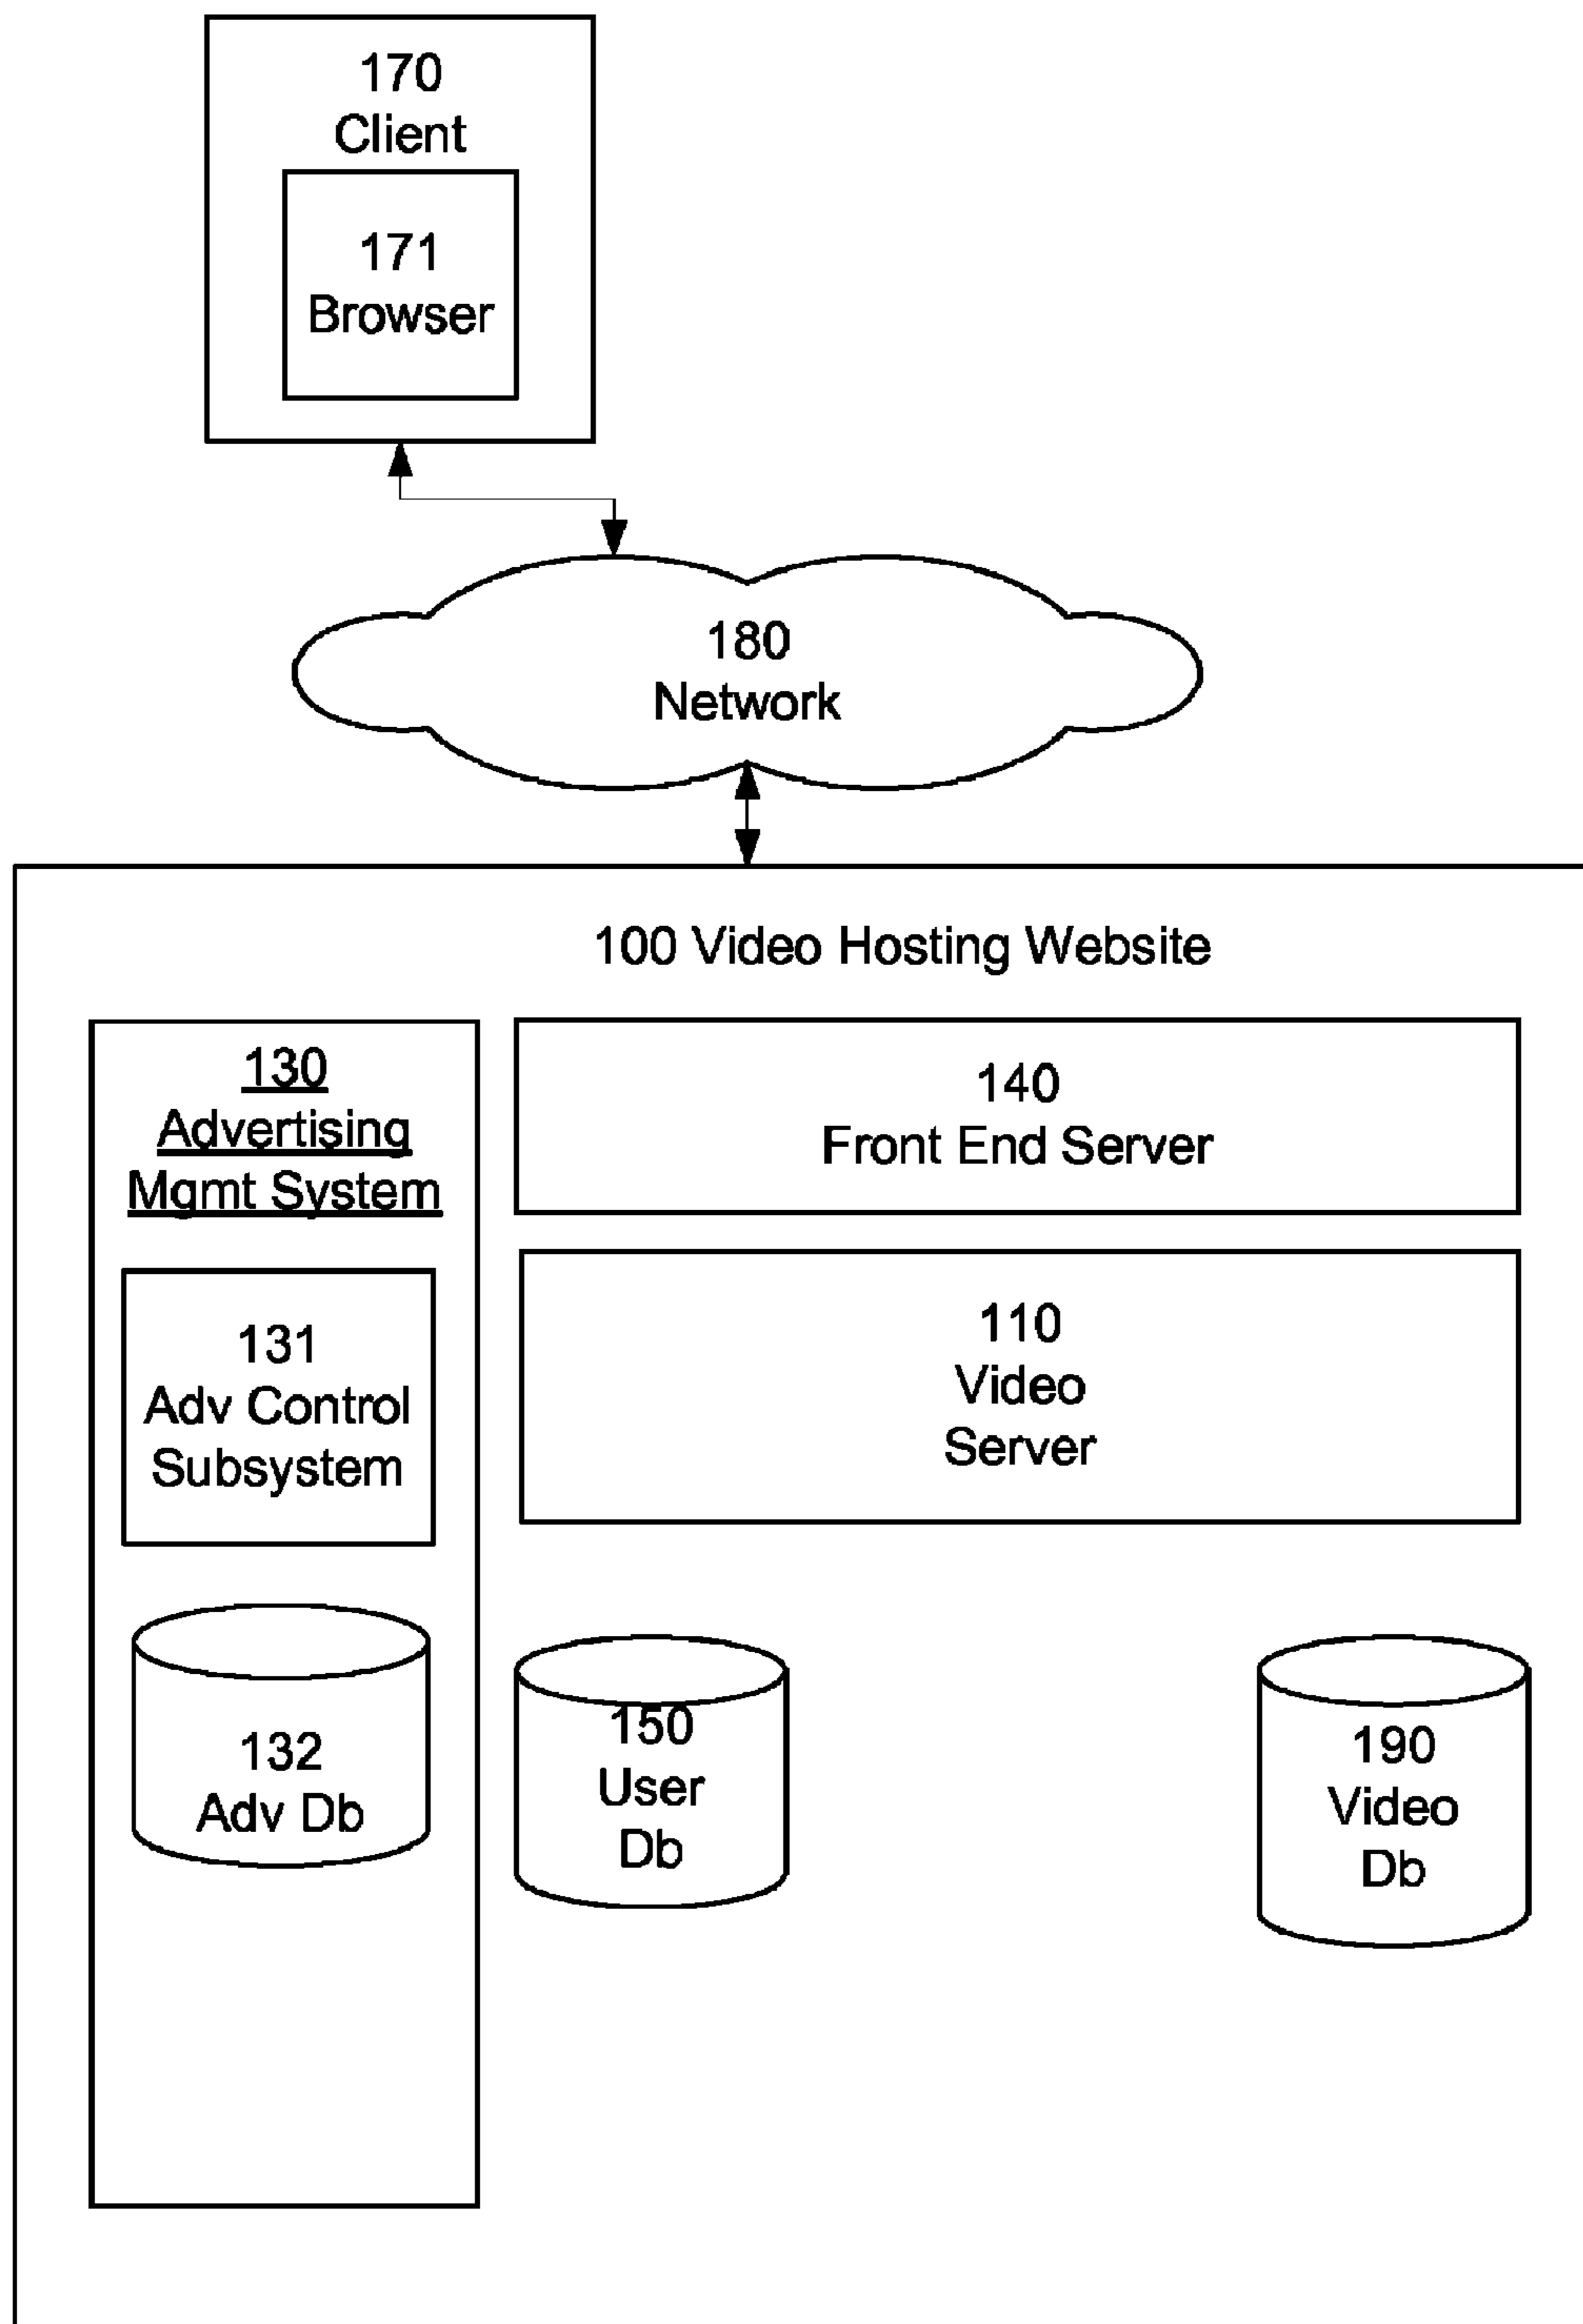 170
Client
171
Browser
180
Network
100 Video Hosting Website
130
Advertising
Mgmt System
131
Adv Control
Subsystem
132
Adv Db
140
Front End Server
110
Video
Server
150
User
Db
190
Video
Db